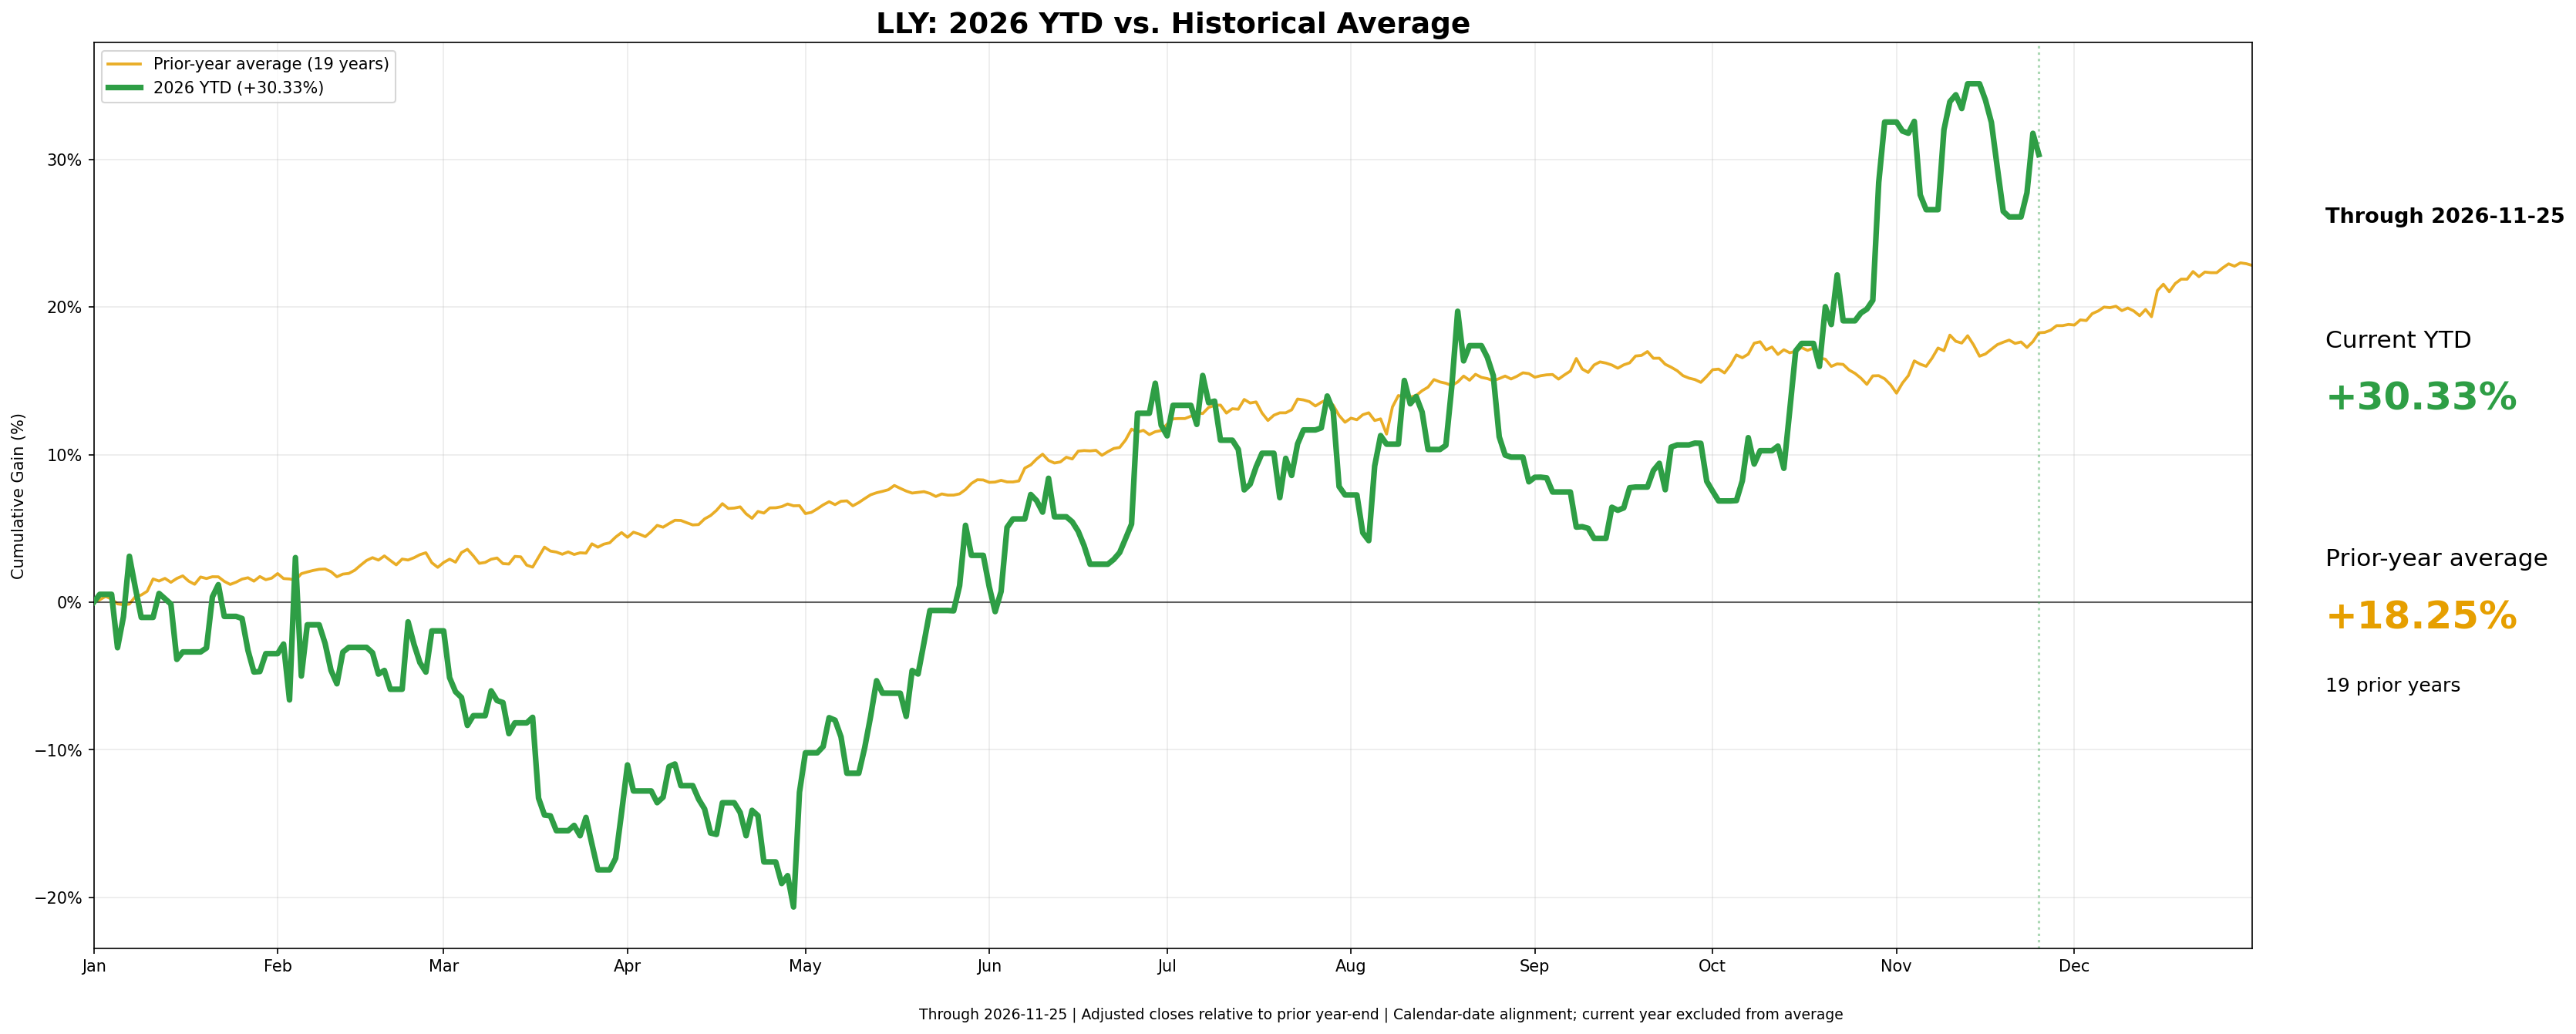 LLY: 2026 YTD vs. Historical Average
Prior-year average (19 years)
2026 YTD (+30.33%)
Cumulative Gain (%)
30%
20%
10%
0%
−10%
−20%
Jan Feb Mar Apr May Jun Jul Aug Sep Oct Nov Dec
Through 2026-11-25
Current YTD
+30.33%
Prior-year average
+18.25%
19 prior years
Through 2026-11-25 | Adjusted closes relative to prior year-end | Calendar-date alignment; current year excluded from average